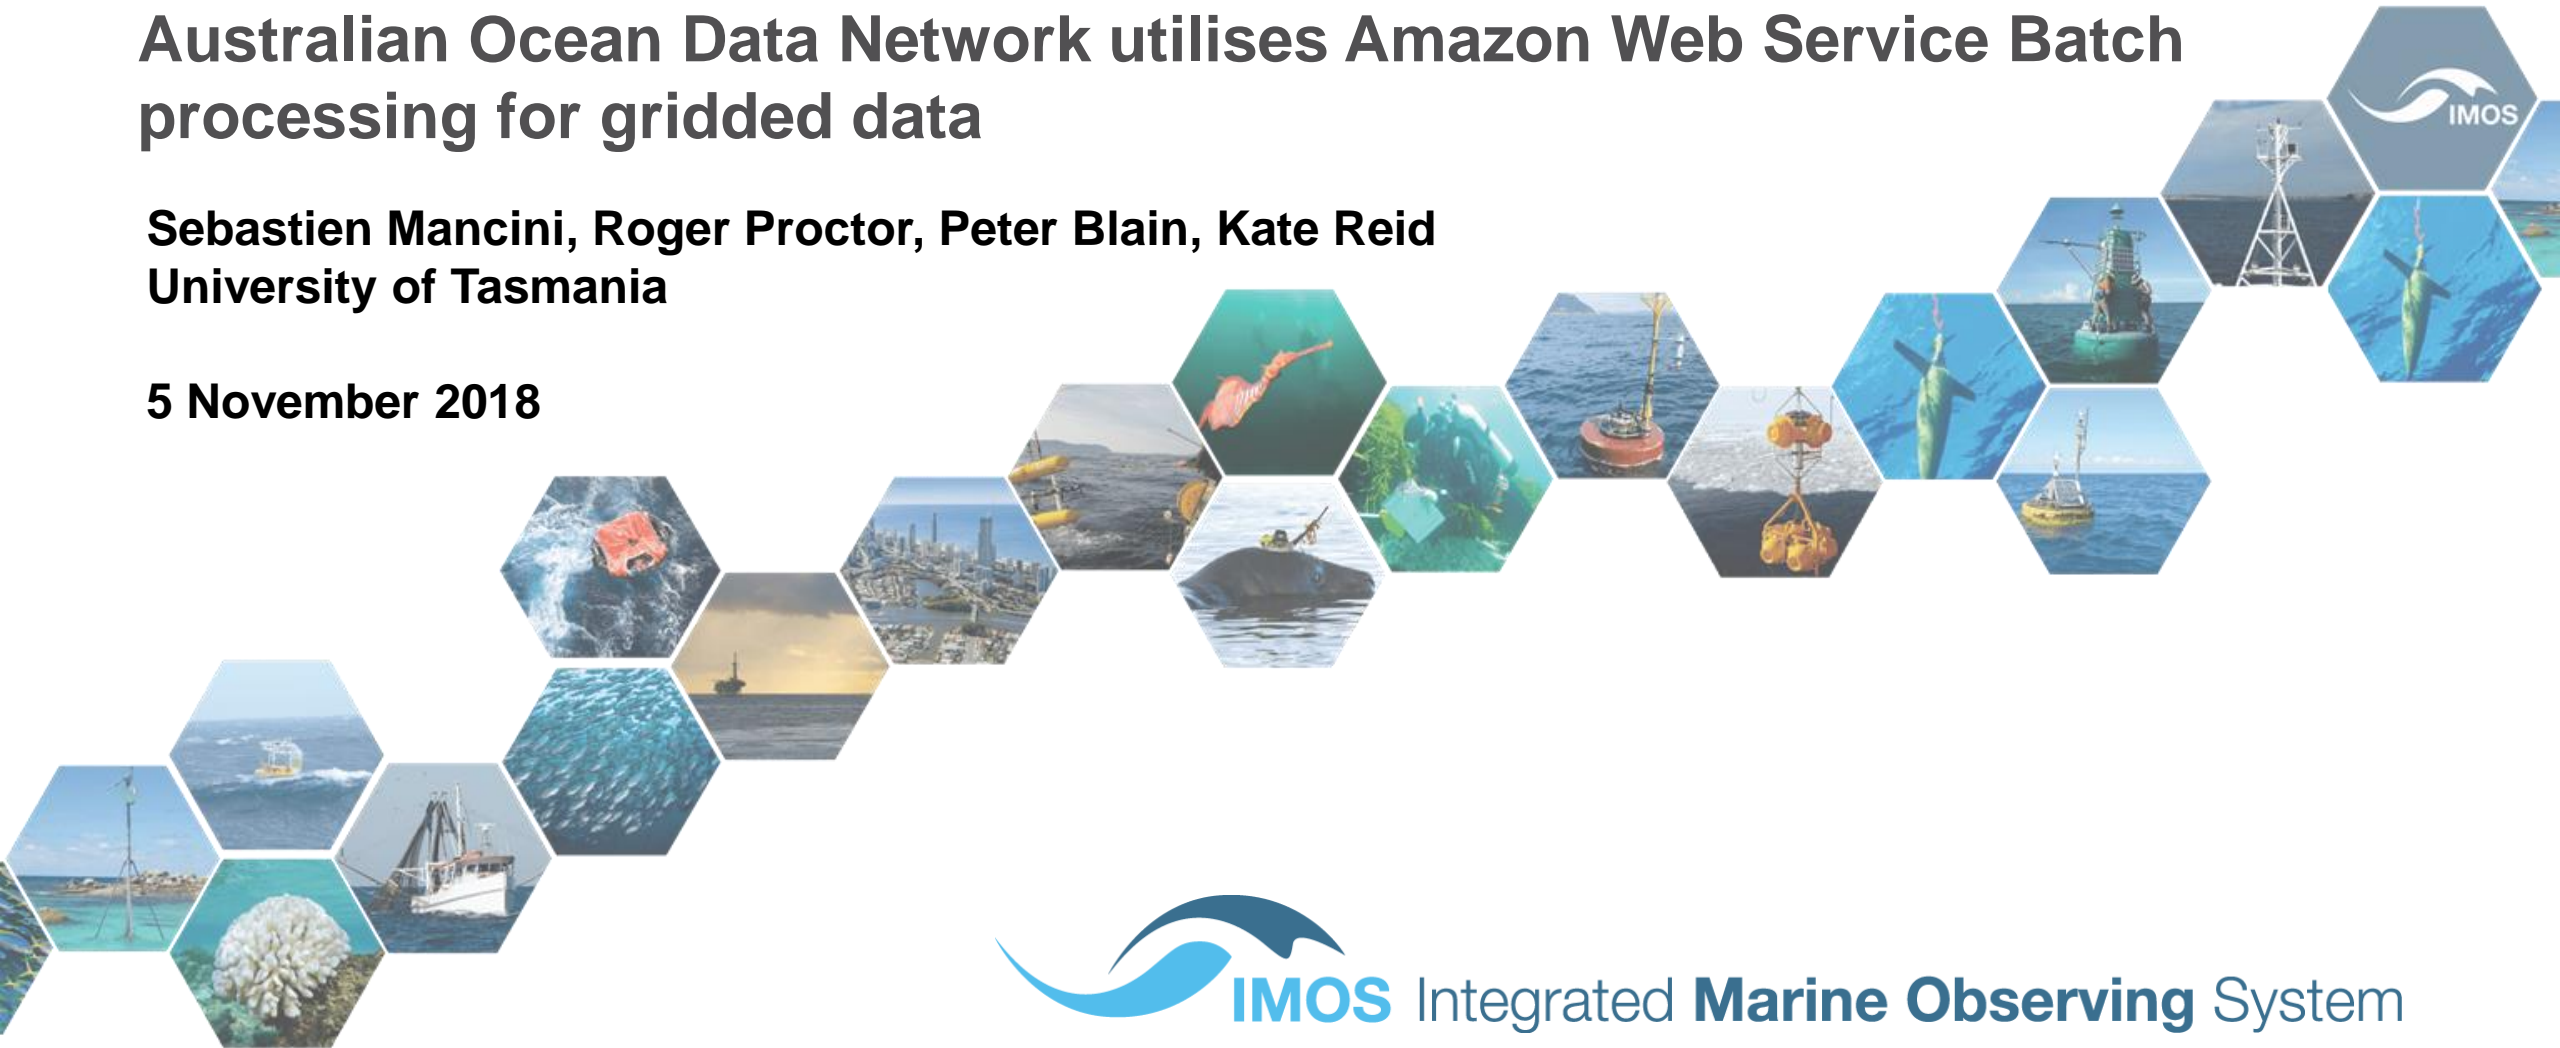 Australian Ocean Data Network utilises Amazon Web Service Batch
processing for gridded data
IMOS
Sebastien Mancini, Roger Proctor, Peter Blain, Kate Reid
University of Tasmania
5 November 2018
IMOS Integrated Marine Observing System